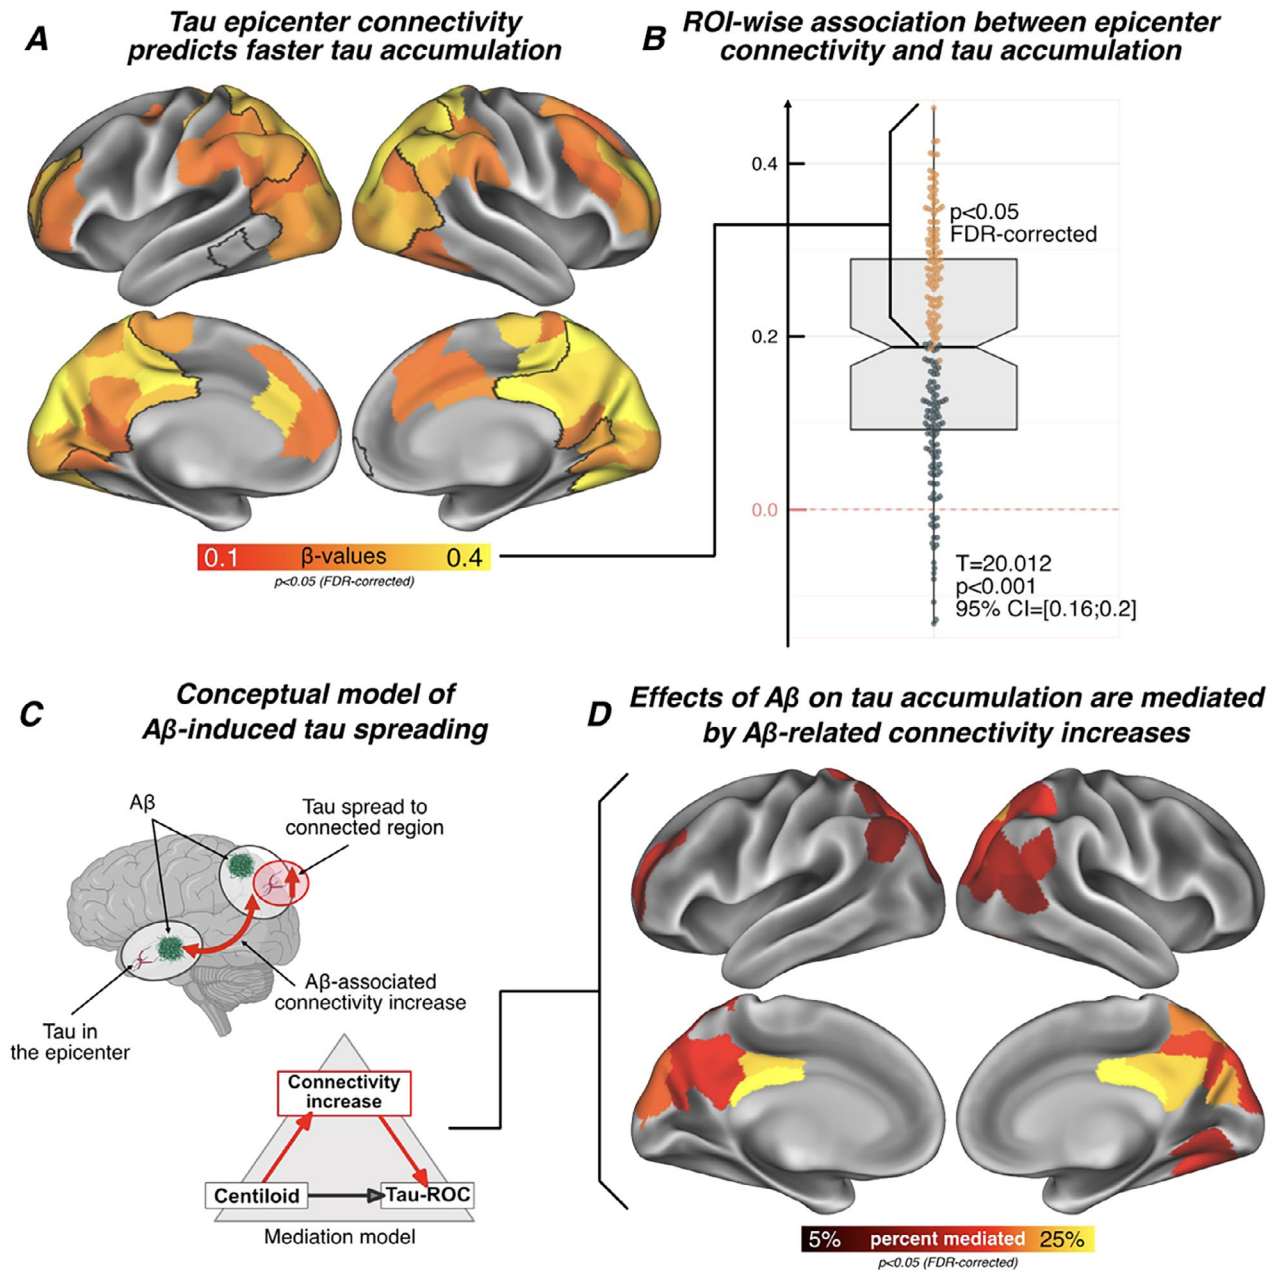 A
Tau epicenter connectivity
predicts faster tau accumulation
B
ROI-wise association between epicenter
connectivity and tau accumulation
0.4
p<0.05
FDR-corrected
0.2
0.0
T=20.012
p<0.001
95% CI=[0.16;0.2]
0.1 β-values 0.4
p<0.05 (FDR-corrected)
C
Conceptual model of
Aβ-induced tau spreading
Aβ
Tau spread to
connected region
Aβ-associated
connectivity increase
Tau in
the epicenter
Connectivity
increase
Centiloid
Tau-ROC
Mediation model
D
Effects of Aβ on tau accumulation are mediated
by Aβ-related connectivity increases
5% percent mediated 25%
p<0.05 (FDR-corrected)